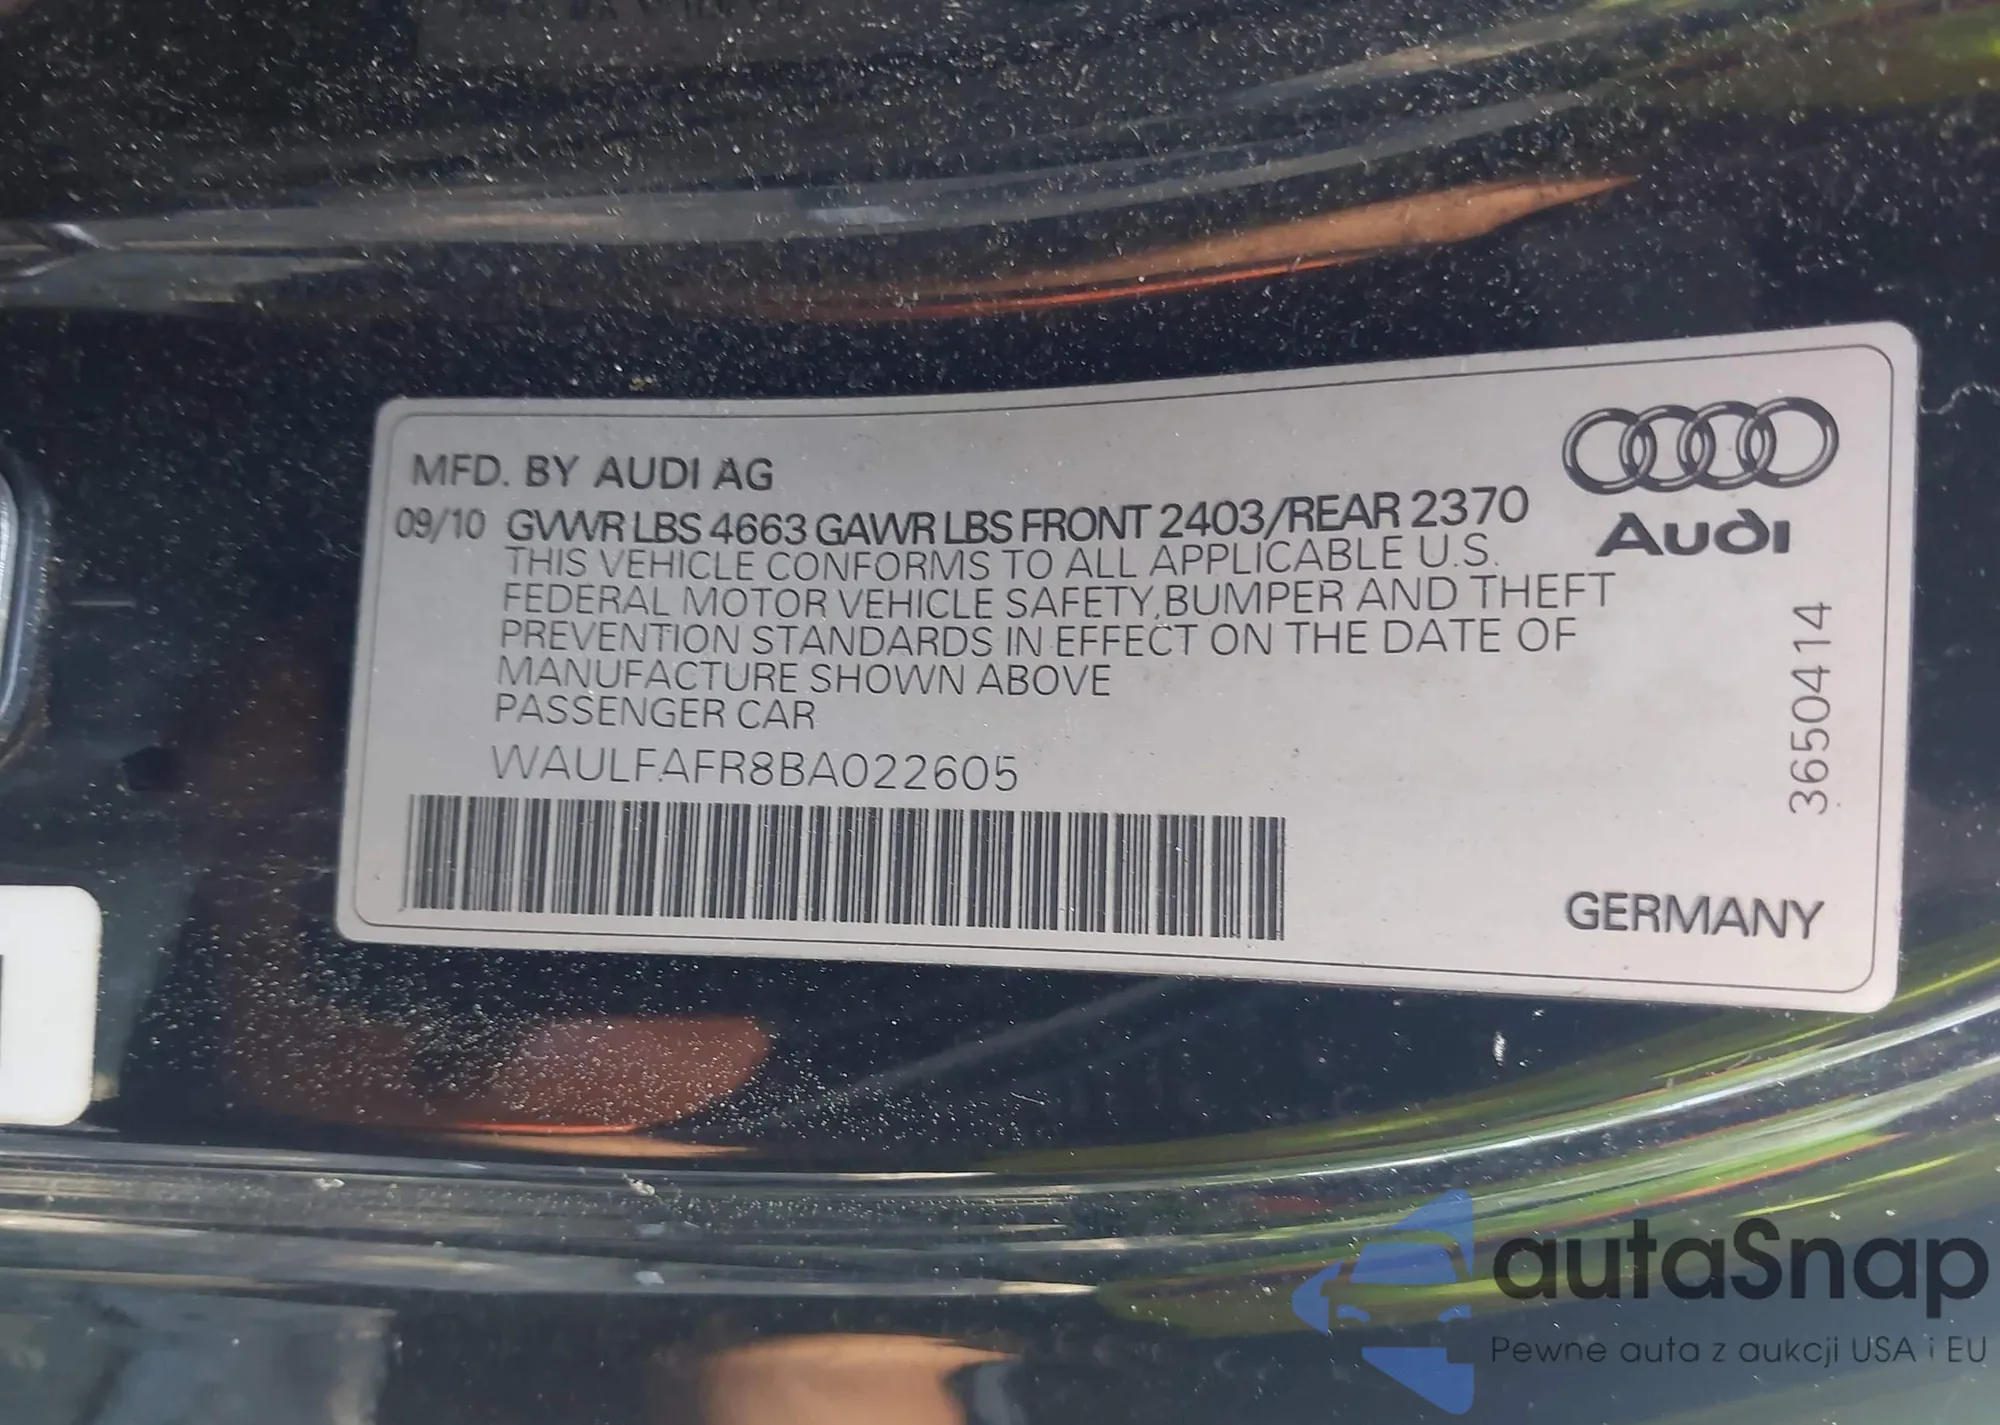 MFD. BY AUDI AG
09/10 GVWR LBS 4663 GAWR LBS FRONT 2403/REAR 2370
THIS VEHICLE CONFORMS TO ALL APPLICABLE U.S.
FEDERAL MOTOR VEHICLE SAFETY, BUMPER AND THEFT
PREVENTION STANDARDS IN EFFECT ON THE DATE OF
MANUFACTURE SHOWN ABOVE
PASSENGER CAR
WAULFAFR8BA022605
Audi
3650414
GERMANY
autaSnap
Pewne auta z aukcji USA i EU